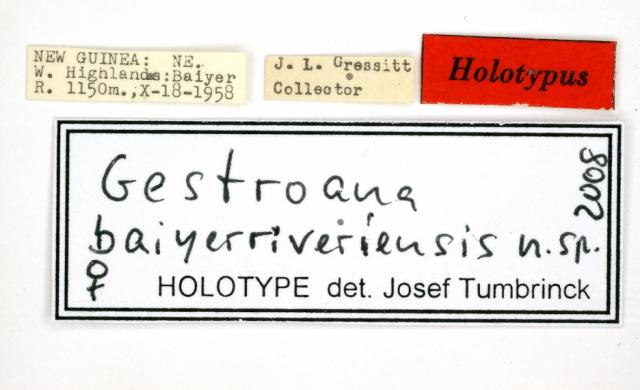 NEW GUINEA: NE.
W. Highlands:Baiyer
R. 1150m.,X-18-1958
J. L. Gressitt
Collector
Holotypus
Gestroana
baiyerriveriensis n.sp.
♀ HOLOTYPE det. Josef Tumbrinck
2008